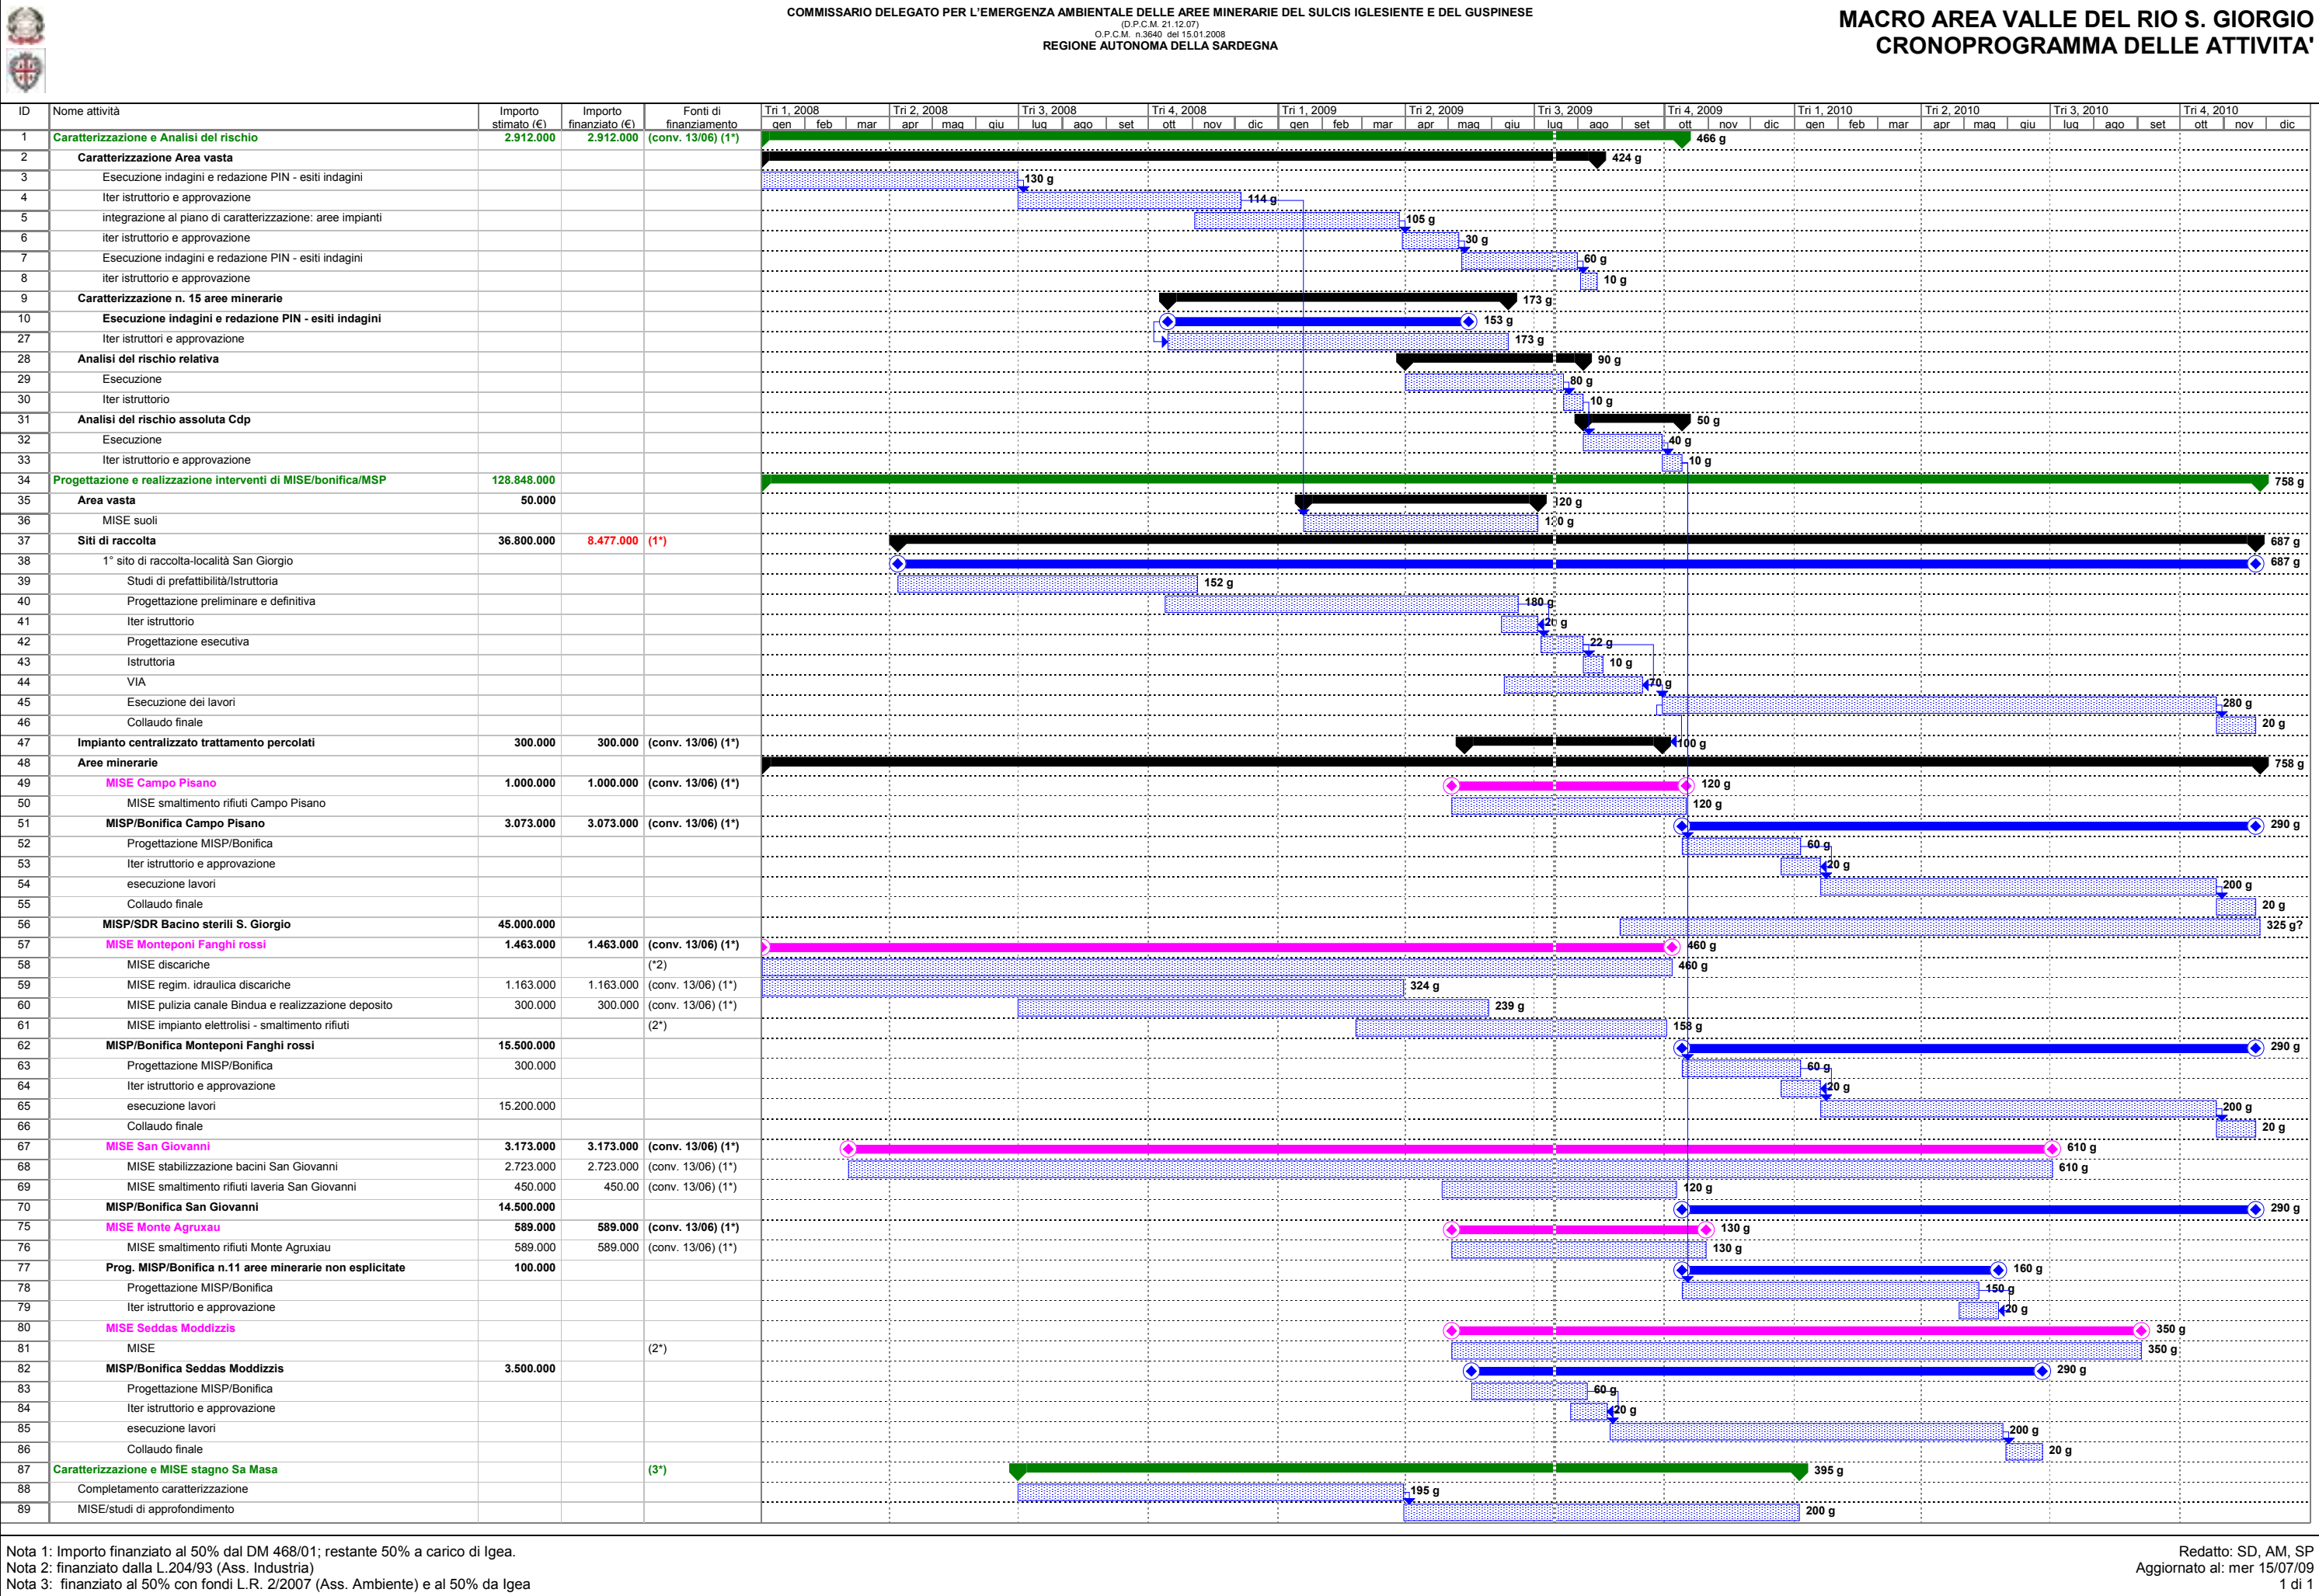 COMMISSARIO DELEGATO PER L'EMERGENZA AMBIENTALE DELLE AREE MINERARIE DEL SULCIS IGLESIENTE E DEL GUSPINESE
(D.P.C.M. 21.12.07)
O.P.C.M. n.3640 del 15.01.2008
REGIONE AUTONOMA DELLA SARDEGNA
MACRO AREA VALLE DEL RIO S. GIORGIO
CRONOPROGRAMMA DELLE ATTIVITA'
ID Nome attività Importo stimato (€) Importo finanziato (€) Fonti di finanziamento
Tri 1, 2008 Tri 2, 2008 Tri 3, 2008 Tri 4, 2008 Tri 1, 2009 Tri 2, 2009 Tri 3, 2009 Tri 4, 2009 Tri 1, 2010 Tri 2, 2010 Tri 3, 2010 Tri 4, 2010
gen feb mar apr mag giu lug ago set ott nov dic gen feb mar apr mag giu lug ago set ott nov dic gen feb mar apr mag giu lug ago set ott nov dic
1 Caratterizzazione e Analisi del rischio 2.912.000 2.912.000 (conv. 13/06) (1*) 466 g
2 Caratterizzazione Area vasta 424 g
3 Esecuzione indagini e redazione PIN - esiti indagini 130 g
4 Iter istruttorio e approvazione 114 g
5 integrazione al piano di caratterizzazione: aree impianti 105 g
6 iter istruttorio e approvazione 30 g
7 Esecuzione indagini e redazione PIN - esiti indagini 60 g
8 iter istruttorio e approvazione 10 g
9 Caratterizzazione n. 15 aree minerarie 173 g
10 Esecuzione indagini e redazione PIN - esiti indagini 153 g
27 Iter istruttori e approvazione 173 g
28 Analisi del rischio relativa 90 g
29 Esecuzione 80 g
30 Iter istruttorio 10 g
31 Analisi del rischio assoluta Cdp 50 g
32 Esecuzione 40 g
33 Iter istruttorio e approvazione 10 g
34 Progettazione e realizzazione interventi di MISE/bonifica/MSP 128.848.000 758 g
35 Area vasta 50.000 120 g
36 MISE suoli 120 g
37 Siti di raccolta 36.800.000 8.477.000 (1*) 687 g
38 1° sito di raccolta-località San Giorgio 687 g
39 Studi di prefattibilità/Istruttoria 152 g
40 Progettazione preliminare e definitiva 180 g
41 Iter istruttorio 20 g
42 Progettazione esecutiva 22 g
43 Istruttoria 10 g
44 VIA 70 g
45 Esecuzione dei lavori 280 g
46 Collaudo finale 20 g
47 Impianto centralizzato trattamento percolati 300.000 300.000 (conv. 13/06) (1*) 100 g
48 Aree minerarie 758 g
49 MISE Campo Pisano 1.000.000 1.000.000 (conv. 13/06) (1*) 120 g
50 MISE smaltimento rifiuti Campo Pisano 120 g
51 MISP/Bonifica Campo Pisano 3.073.000 3.073.000 (conv. 13/06) (1*) 290 g
52 Progettazione MISP/Bonifica 60 g
53 Iter istruttorio e approvazione 20 g
54 esecuzione lavori 200 g
55 Collaudo finale 20 g
56 MISP/SDR Bacino sterili S. Giorgio 45.000.000 325 g?
57 MISE Monteponi Fanghi rossi 1.463.000 1.463.000 (conv. 13/06) (1*) 460 g
58 MISE discariche (*2) 460 g
59 MISE regim. idraulica discariche 1.163.000 1.163.000 (conv. 13/06) (1*) 324 g
60 MISE pulizia canale Bindua e realizzazione deposito 300.000 300.000 (conv. 13/06) (1*) 239 g
61 MISE impianto elettrolisi - smaltimento rifiuti (2*) 158 g
62 MISP/Bonifica Monteponi Fanghi rossi 15.500.000 290 g
63 Progettazione MISP/Bonifica 300.000 60 g
64 Iter istruttorio e approvazione 20 g
65 esecuzione lavori 15.200.000 200 g
66 Collaudo finale 20 g
67 MISE San Giovanni 3.173.000 3.173.000 (conv. 13/06) (1*) 610 g
68 MISE stabilizzazione bacini San Giovanni 2.723.000 2.723.000 (conv. 13/06) (1*) 610 g
69 MISE smaltimento rifiuti laveria San Giovanni 450.000 450.00 (conv. 13/06) (1*) 120 g
70 MISP/Bonifica San Giovanni 14.500.000 290 g
75 MISE Monte Agruxau 589.000 589.000 (conv. 13/06) (1*) 130 g
76 MISE smaltimento rifiuti Monte Agruxiau 589.000 589.000 (conv. 13/06) (1*) 130 g
77 Prog. MISP/Bonifica n.11 aree minerarie non esplicitate 100.000 160 g
78 Progettazione MISP/Bonifica 150 g
79 Iter istruttorio e approvazione 20 g
80 MISE Seddas Moddizzis 350 g
81 MISE (2*) 350 g
82 MISP/Bonifica Seddas Moddizzis 3.500.000 290 g
83 Progettazione MISP/Bonifica 60 g
84 Iter istruttorio e approvazione 20 g
85 esecuzione lavori 200 g
86 Collaudo finale 20 g
87 Caratterizzazione e MISE stagno Sa Masa (3*) 395 g
88 Completamento caratterizzazione 195 g
89 MISE/studi di approfondimento 200 g
Nota 1: Importo finanziato al 50% dal DM 468/01; restante 50% a carico di Igea.
Nota 2: finanziato dalla L.204/93 (Ass. Industria)
Nota 3: finanziato al 50% con fondi L.R. 2/2007 (Ass. Ambiente) e al 50% da Igea
Redatto: SD, AM, SP
Aggiornato al: mer 15/07/09
1 di 1